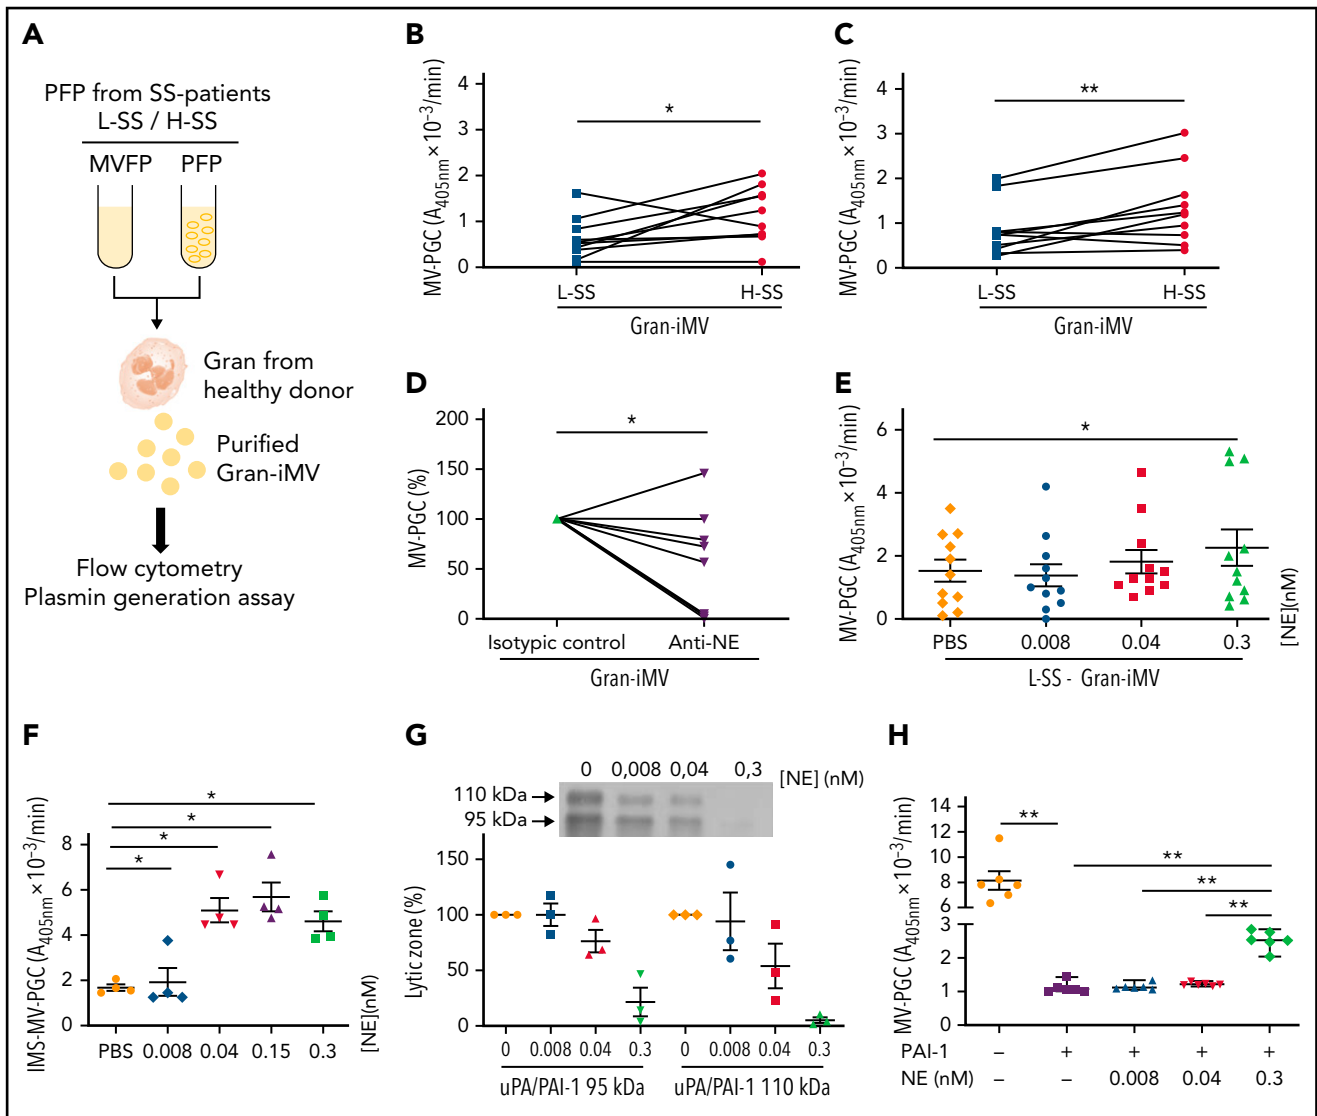 A
PFP from SS-patients
L-SS / H-SS
MVFP PFP
Gran from
healthy donor
Purified
Gran-iMV
Flow cytometry
Plasmin generation assay
B
MV-PGC (A405nm × 10−3/min)
4
3
2
1
0
*
L-SS H-SS
Gran-iMV
C
MV-PGC (A405nm × 10−3/min)
4
3
2
1
0
**
L-SS H-SS
Gran-iMV
D
MV-PGC (%)
200
150
100
50
0
*
Isotypic control Anti-NE
Gran-iMV
E
MV-PGC (A405nm × 10−3/min)
6
4
2
0
*
PBS 0.008 0.04 0.3
[NE](nM)
L-SS - Gran-iMV
F
IMS-MV-PGC (A405nm × 10−3/min)
8
6
4
2
0
*
*
*
*
PBS 0.008 0.04 0.15 0.3
[NE](nM)
G
0 0,008 0,04 0,3 [NE] (nM)
110 kDa
95 kDa
Lytic zone (%)
150
100
50
0
0 0.008 0.04 0.3 0 0.008 0.04 0.3
uPA/PAI-1 95 kDa uPA/PAI-1 110 kDa
H
MV-PGC (A405nm × 10−3/min)
14
12
10
8
6
3
2
1
0
**
**
**
**
PAI-1 – + + + +
NE (nM) – – 0.008 0.04 0.3